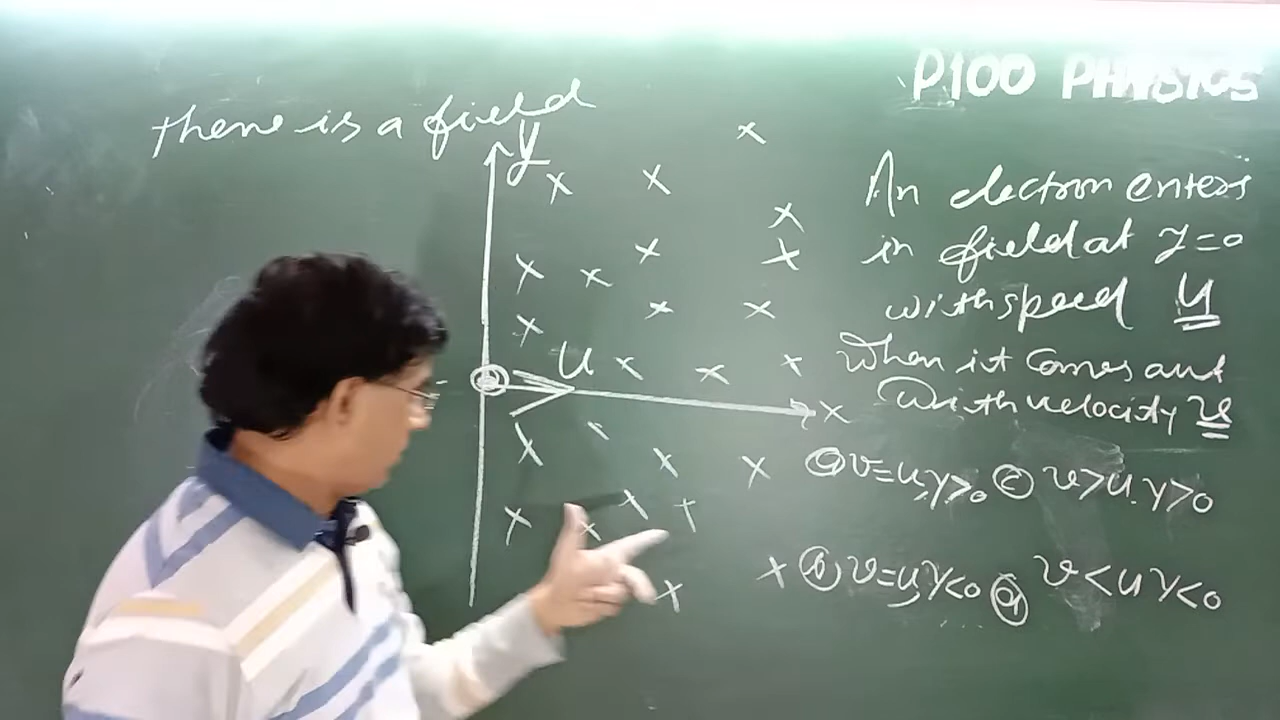 P100 PHYSICS
there is a field
y
An electron enters
in field at y=0
with speed u
u
When it comes out
with velocity v
x
(a) v=u, y>0 (c) v>u, y>0
(b) v=u, y<0 (d) v<u y<0